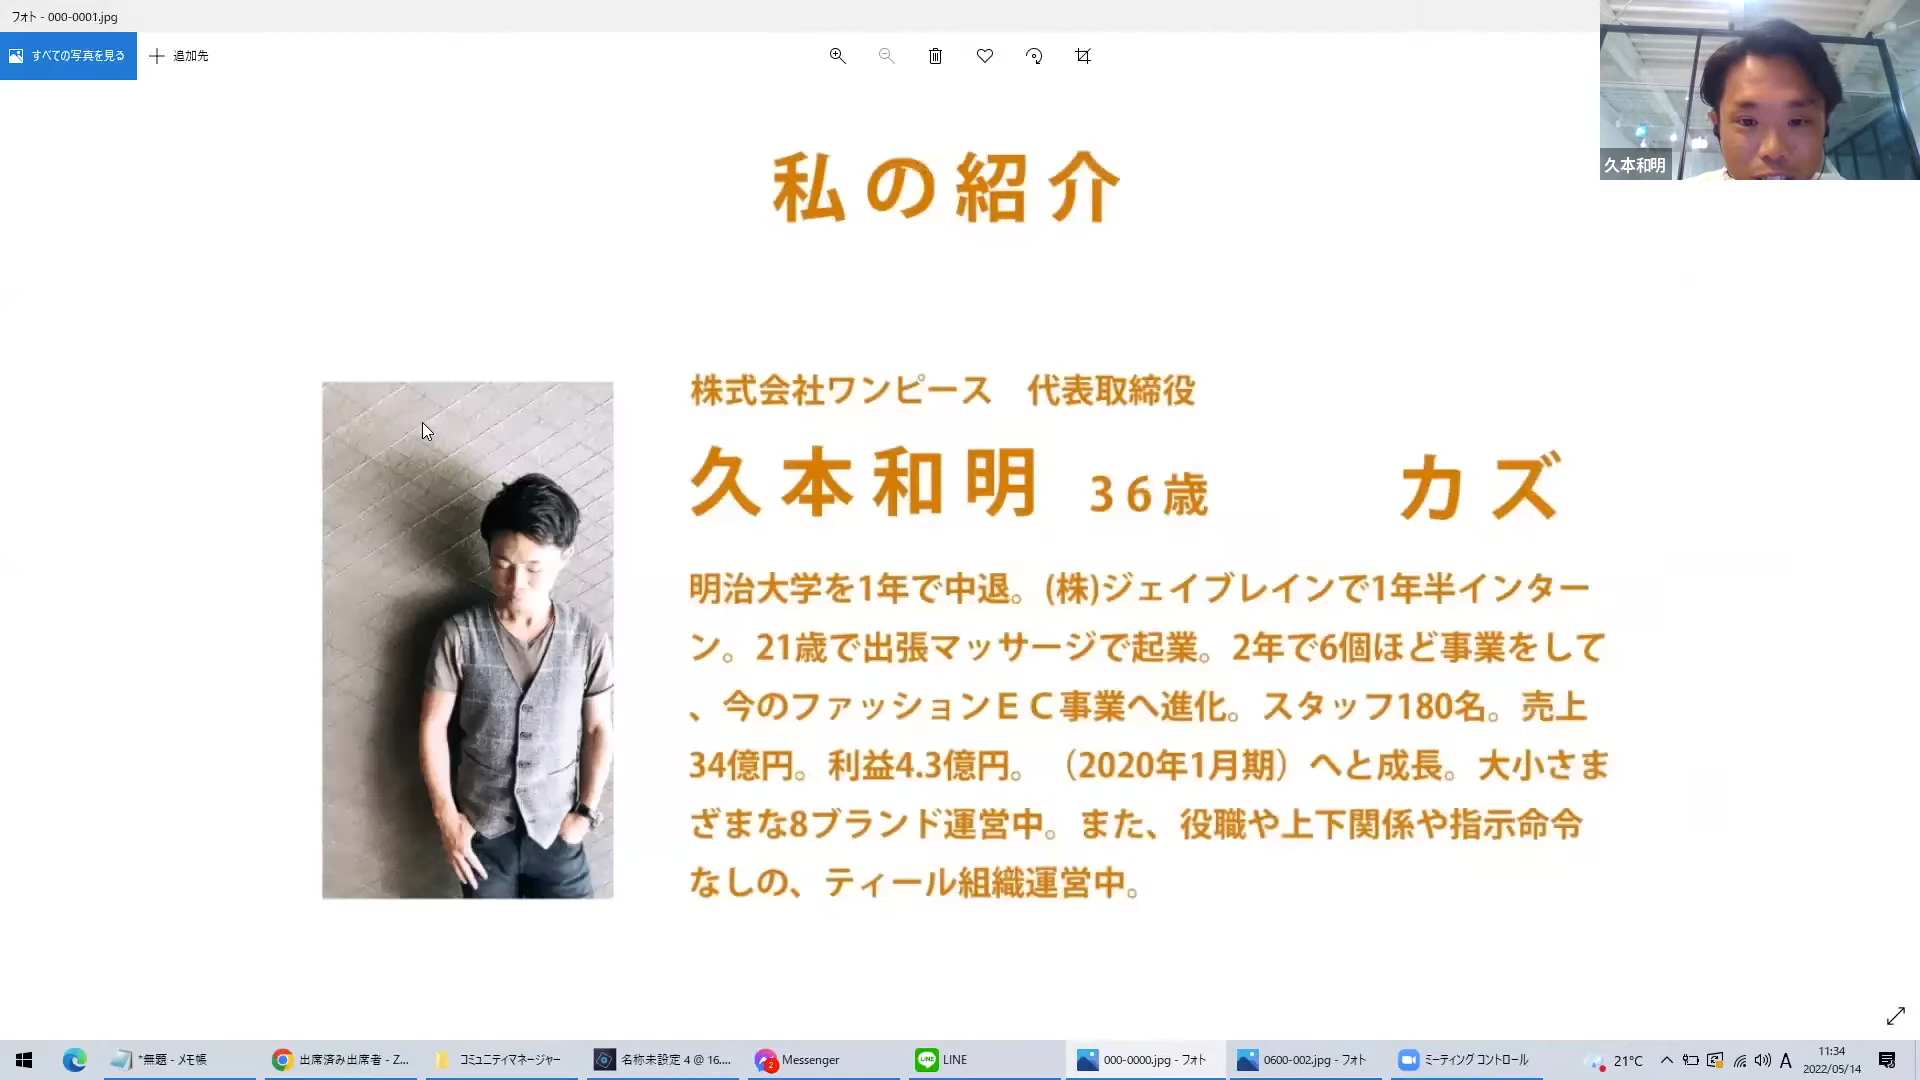 フォト - 000-0001.jpg
すべての写真を見る
追加先
久本和明
私の紹介
株式会社ワンピース　代表取締役
久本和明 36歳 カズ
明治大学を1年で中退。(株)ジェイブレインで1年半インター
ン。21歳で出張マッサージで起業。2年で6個ほど事業をして
、今のファッションＥＣ事業へ進化。スタッフ180名。売上
34億円。利益4.3億円。（2020年1月期）へと成長。大小さま
ざまな8ブランド運営中。また、役職や上下関係や指示命令
なしの、ティール組織運営中。
*無題 - メモ帳
出席済み出席者 - Z...
コミュニティマネージャー
名称未設定 4 @ 16....
2
Messenger
LINE
LINE
000-0000.jpg - フォト
0600-002.jpg - フォト
ミーティング コントロール
21°C
A
11:34
2022/05/14